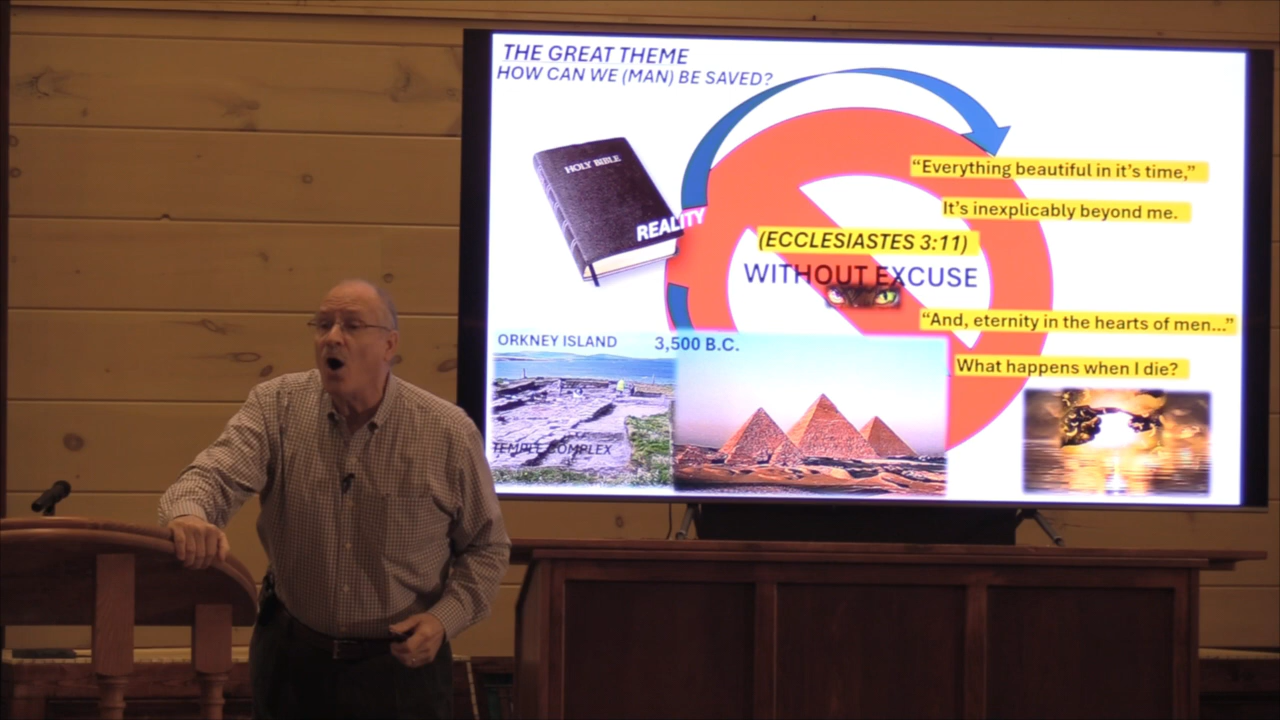 THE GREAT THEME
HOW CAN WE (MAN) BE SAVED?
HOLY BIBLE
REALITY
“Everything beautiful in it’s time,”
It’s inexplicably beyond me.
(ECCLESIASTES 3:11)
WITHOUT EXCUSE
“And, eternity in the hearts of men...”
What happens when I die?
ORKNEY ISLAND
3,500 B.C.
TEMPLE COMPLEX